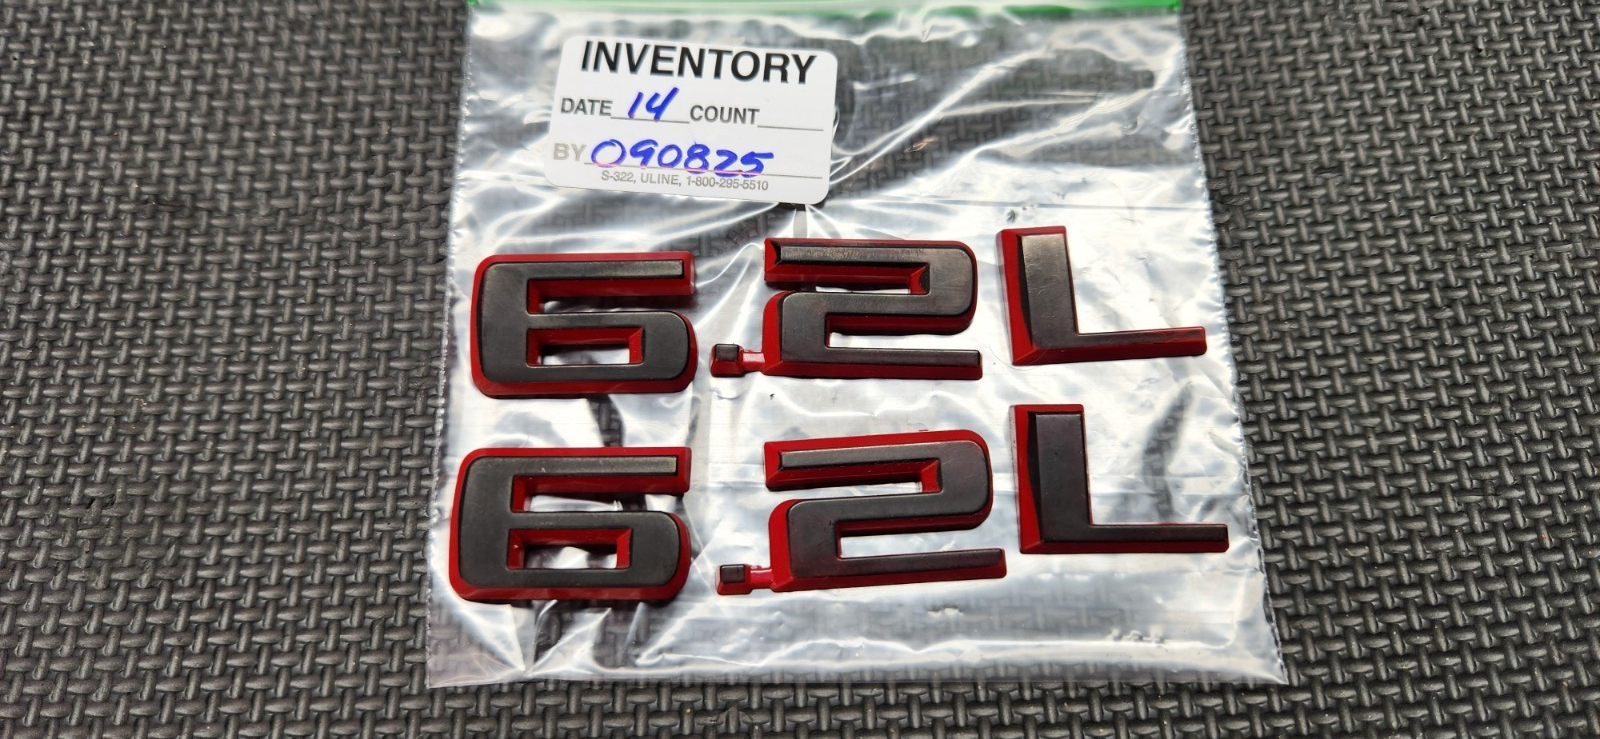 INVENTORY
DATE 14 COUNT
BY 090825
S-322, ULINE, 1-800-295-5510
6.2L
6.2L